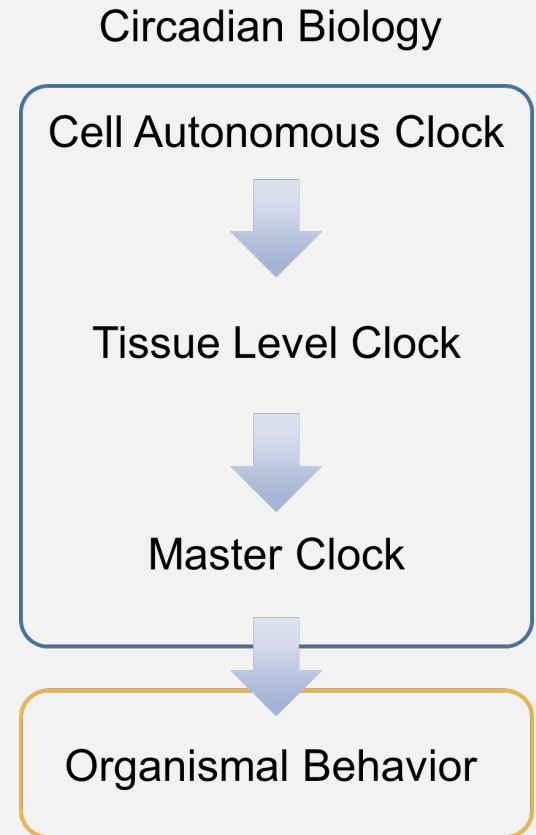 Circadian Biology
Cell Autonomous Clock
Tissue Level Clock
Master Clock
Organismal Behavior